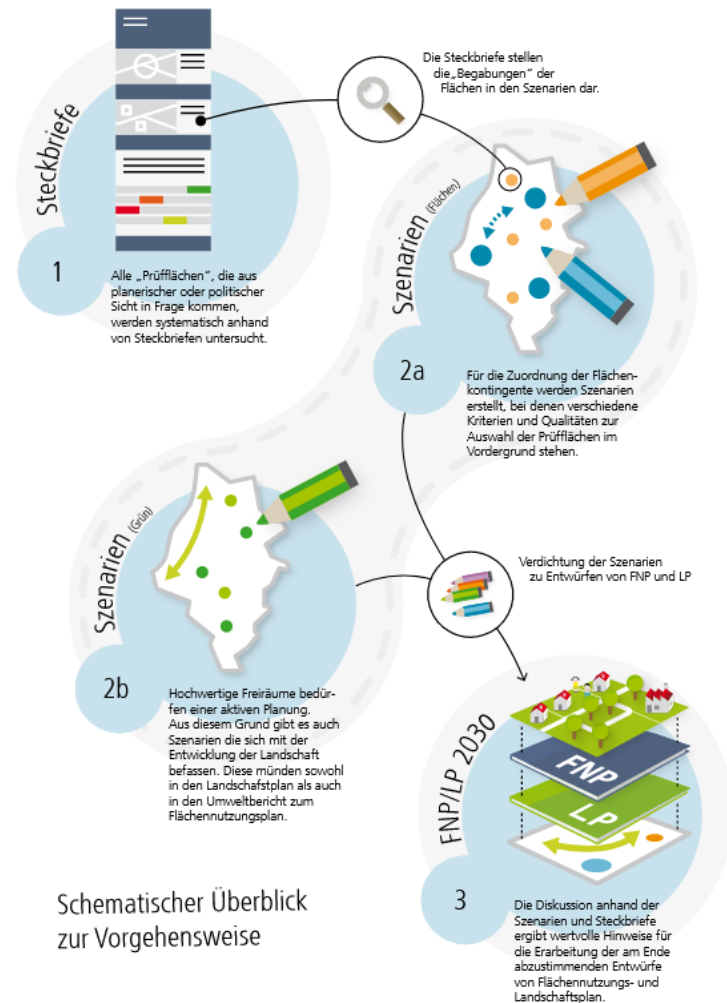 Die Steckbriefe stellen
die„Begabungen“ der
Flächen in den Szenarien dar.
Steckbriefe
1
Alle „Prüfflächen“, die aus
planerischer oder politischer
Sicht in Frage kommen,
werden systematisch anhand
von Steckbriefen untersucht.
Szenarien (Flächen)
2a
Für die Zuordnung der Flächen-
kontingente werden Szenarien
erstellt, bei denen verschiedene
Kriterien und Qualitäten zur
Auswahl der Prüfflächen im
Vordergrund stehen.
Szenarien (Grün)
2b
Hochwertige Freiräume bedür-
fen einer aktiven Planung.
Aus diesem Grund gibt es auch
Szenarien die sich mit der
Entwicklung der Landschaft
befassen. Diese münden sowohl
in den Landschafstplan als auch
in den Umweltbericht zum
Flächennutzungsplan.
Verdichtung der Szenarien
zu Entwürfen von FNP und LP
FNP/LP 2030
FNP
LP
3
Die Diskussion anhand der
Szenarien und Steckbriefe
ergibt wertvolle Hinweise für
die Erarbeitung der am Ende
abzustimmenden Entwürfe
von Flächennutzungs- und
Landschaftsplan.
Schematischer Überblick
zur Vorgehensweise